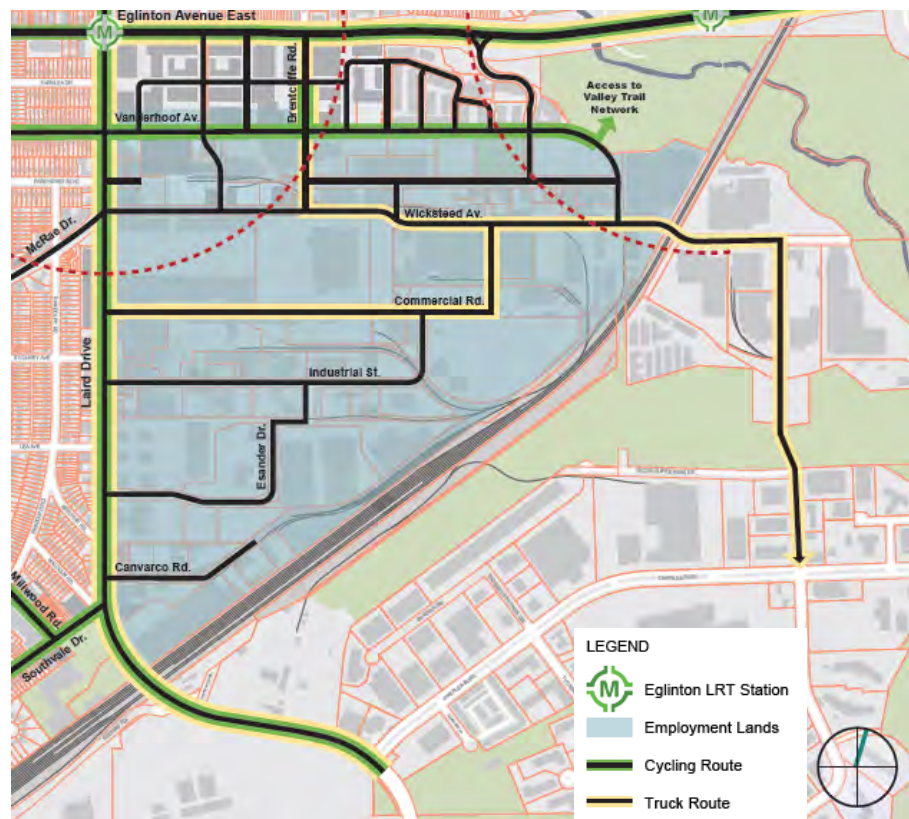 Eglinton Avenue East
M
M
Brentcliffe Rd.
Access to
Valley Trail
Network
Vanderhoof Av.
McRae Dr.
Wicksteed Av.
Commercial Rd.
Laird Drive
Industrial St.
Esander Dr.
Canvarco Rd.
Millwood Rd.
Southvale Dr.
LEGEND
M
Eglinton LRT Station
Employment Lands
Cycling Route
Truck Route